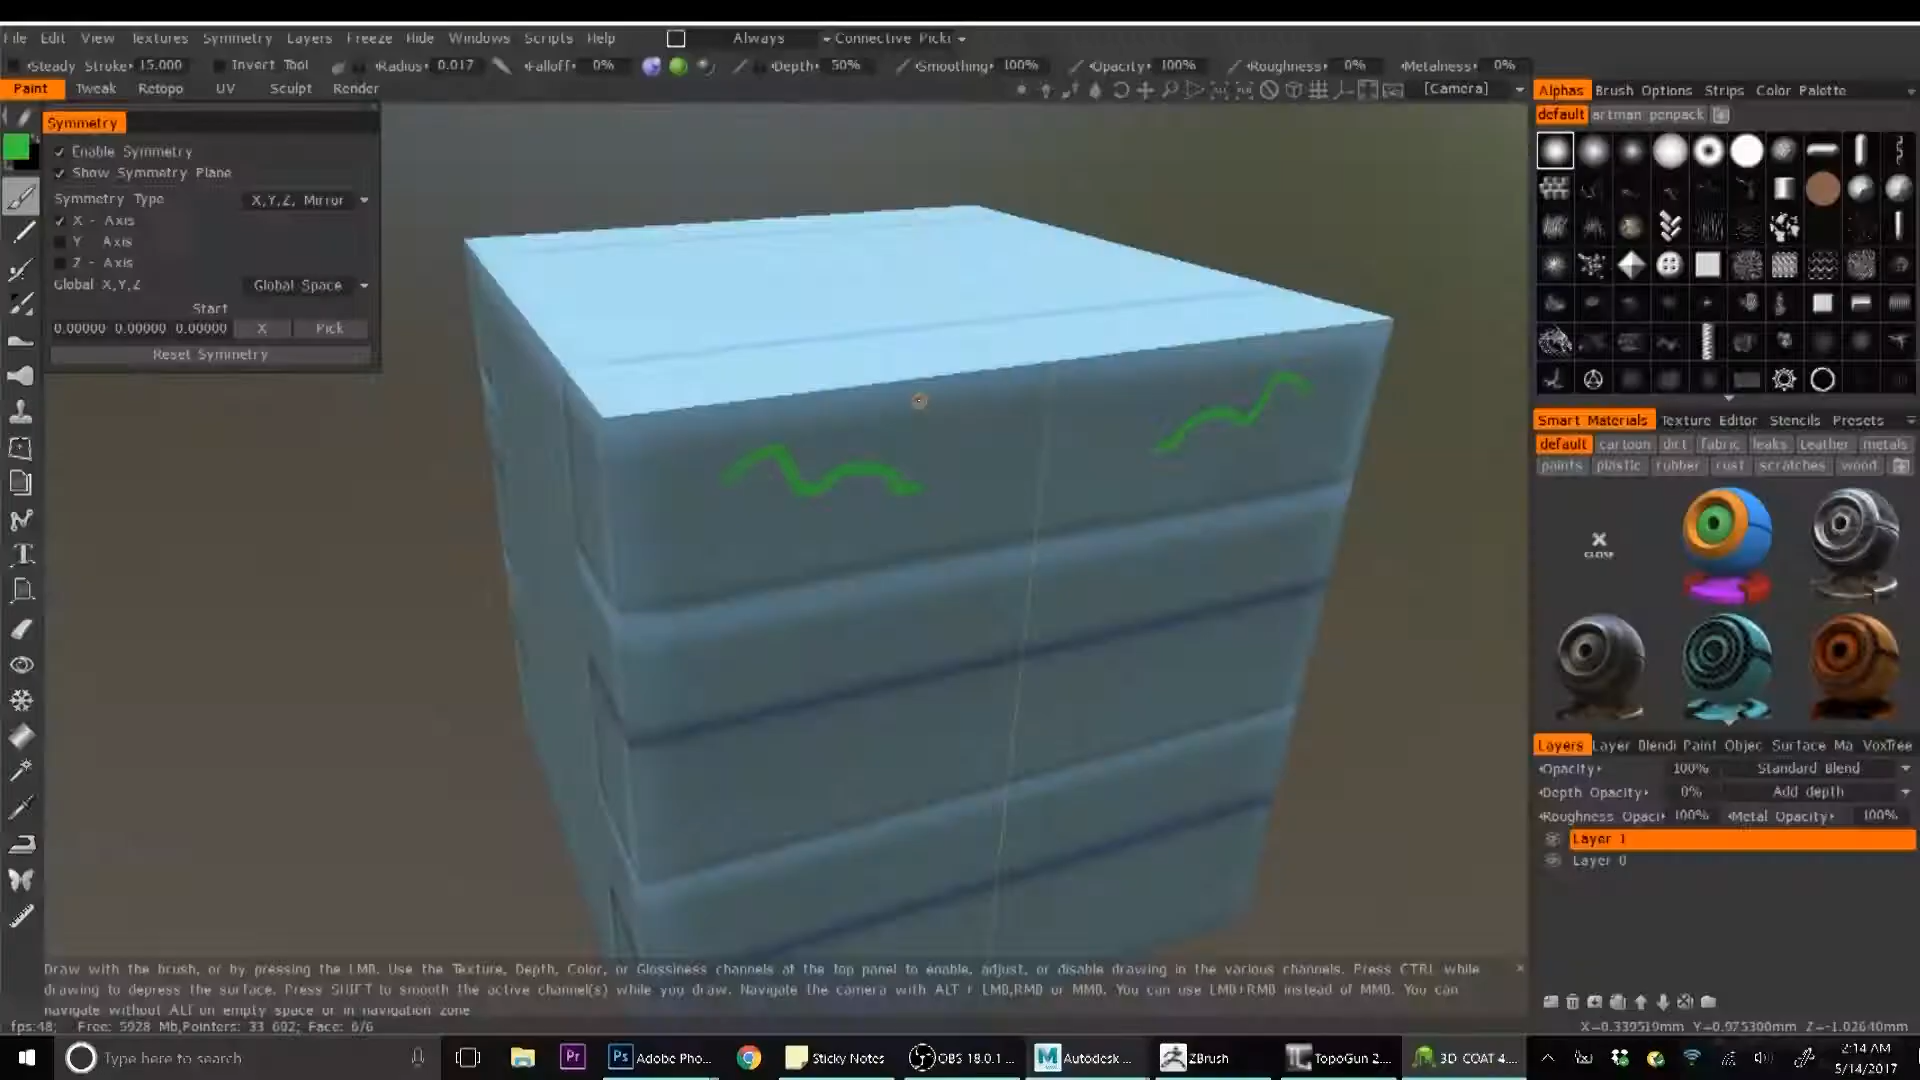 File Edit View Textures Symmetry Layers Freeze Hide Windows Scripts Help Always Connective Picki
Steady Stroke 15.000 Invert Tool Radius 0.017 Falloff 0% Depth 50% Smoothing 100% Opacity 100% Roughness 0% Metalness 0%
Paint Tweak Retopo UV Sculpt Render [Camera]
Alphas Brush Options Strips Color Palette
default artman penpack
Symmetry
Enable Symmetry
Show Symmetry Plane
Symmetry Type X,Y,Z, Mirror
X - Axis
Y Axis
Z - Axis
Global X,Y,Z Global Space
Start
0.00000 0.00000 0.00000 X Pick
Reset Symmetry
Smart Materials Texture Editor Stencils Presets
default cartoon dirt fabric leaks Leather metals
paints plastic rubber rust scratches wood
CLOSE
Layers Layer Blendi Paint Objec Surface Ma VoxTree
Opacity 100% Standard Blend
Depth Opacity 0% Add depth
Roughness Opaci 100% Metal Opacity 100%
Layer 1
Layer 0
Draw with the brush, or by pressing the LMB. Use the Texture, Depth, Color, or Glossiness channels at the top panel to enable, adjust, or disable drawing in the various channels. Press CTRL while
drawing to depress the surface. Press SHIFT to smooth the active channel(s) while you draw. Navigate the camera with ALT + LMB,RMB or MMB. You can use LMB+RMB instead of MMB. You can
navigate without ALT on empty space or in navigation zone
fps:48; Free: 5928 Mb,Pointers: 33 602; Face: 6/6
X=0.339519mm Y=0.975300mm Z=-1.02640mm
Type here to search Pr Ps Adobe Pho... Sticky Notes OBS 18.0.1 ... M Autodesk ... ZBrush TopoGun 2.... 3D COAT 4....
2:14 AM
5/14/2017